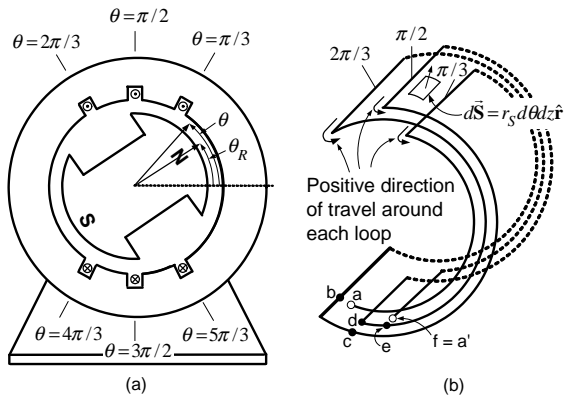 θ = π/2
θ = 2π/3
θ = π/3
θ
θ_R
N
S
θ = 4π/3
θ = 3π/2
θ = 5π/3
(a)
2π/3
π/2
π/3
dS⃗ = r_S dθ dz r̂
Positive direction
of travel around
each loop
b
a
d
c
e
f = a'
(b)